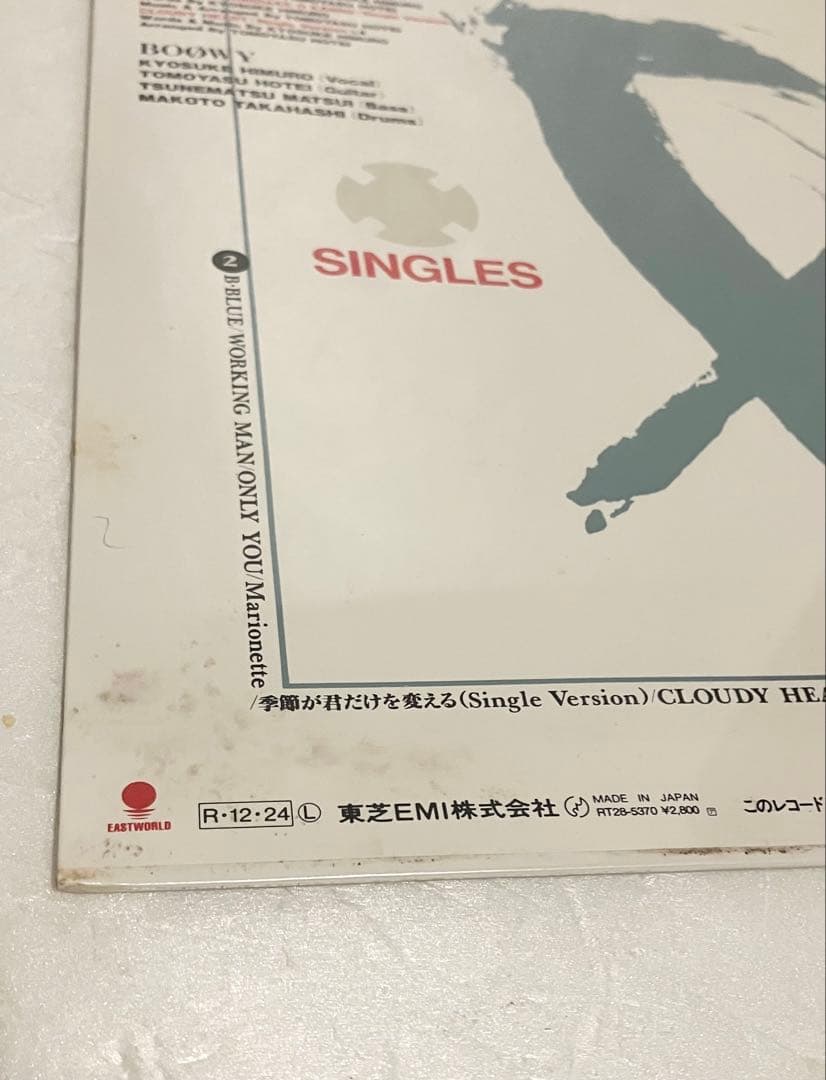 BOØWY
KYOSUKE HIMURO (Vocal)
TOMOYASU HOTEI (Guitar)
TSUNEMATSU MATSUI (Bass)
MAKOTO TAKAHASHI (Drums)
SINGLES
2 B·BLUE/WORKING MAN/ONLY YOU/Marionette
/季節が君だけを変える(Single Version)/CLOUDY HEA
EASTWORLD
R·12·24 Ⓛ 東芝EMI株式会社 MADE IN JAPAN
RT28-5370 ¥2,800
このレコード